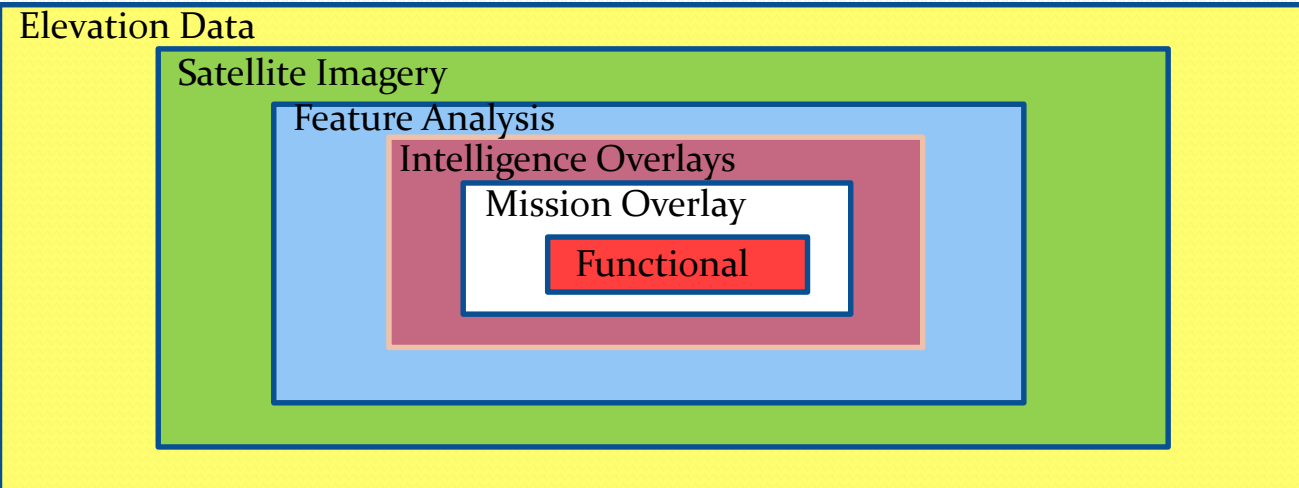 Elevation Data
Satellite Imagery
Feature Analysis
Intelligence Overlays
Mission Overlay
Functional